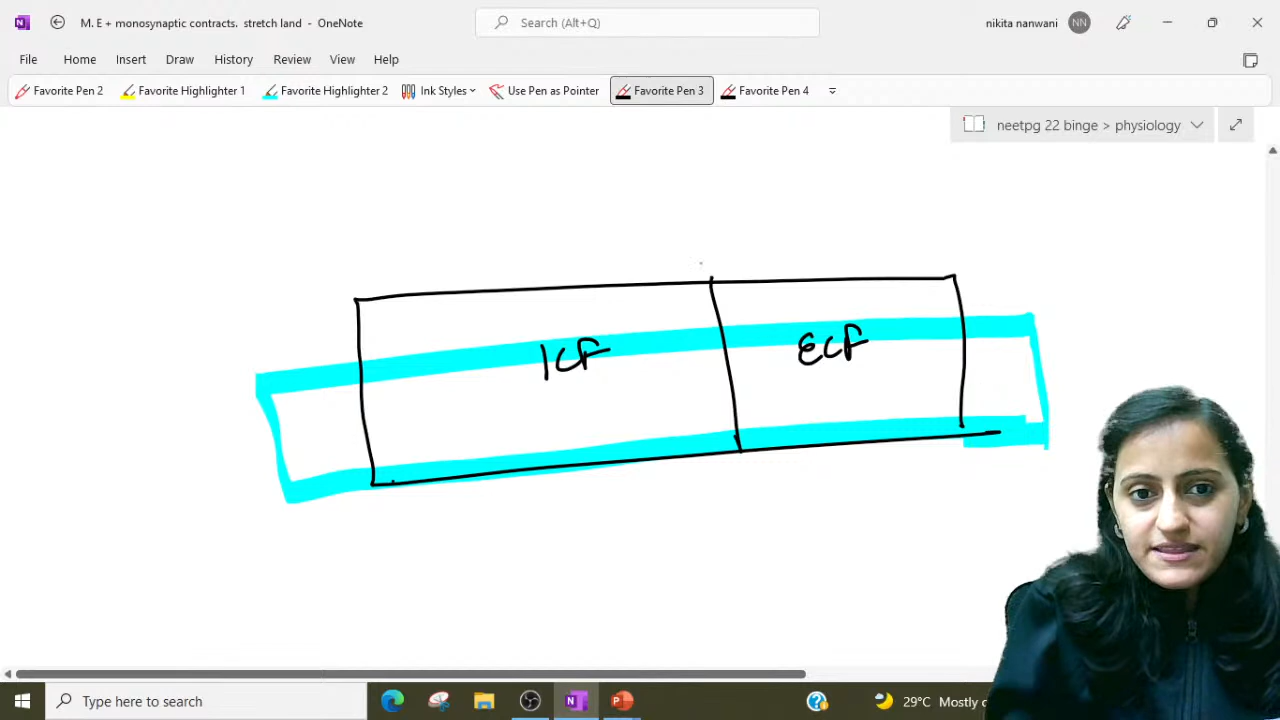 M. E + monosynaptic contracts. stretch land - OneNote
Search (Alt+Q)
nikita nanwani
NN
File Home Insert Draw History Review View Help
Favorite Pen 2 Favorite Highlighter 1 Favorite Highlighter 2 Ink Styles Use Pen as Pointer Favorite Pen 3 Favorite Pen 4
neetpg 22 binge > physiology
ICF ECF
Type here to search
29°C Mostly